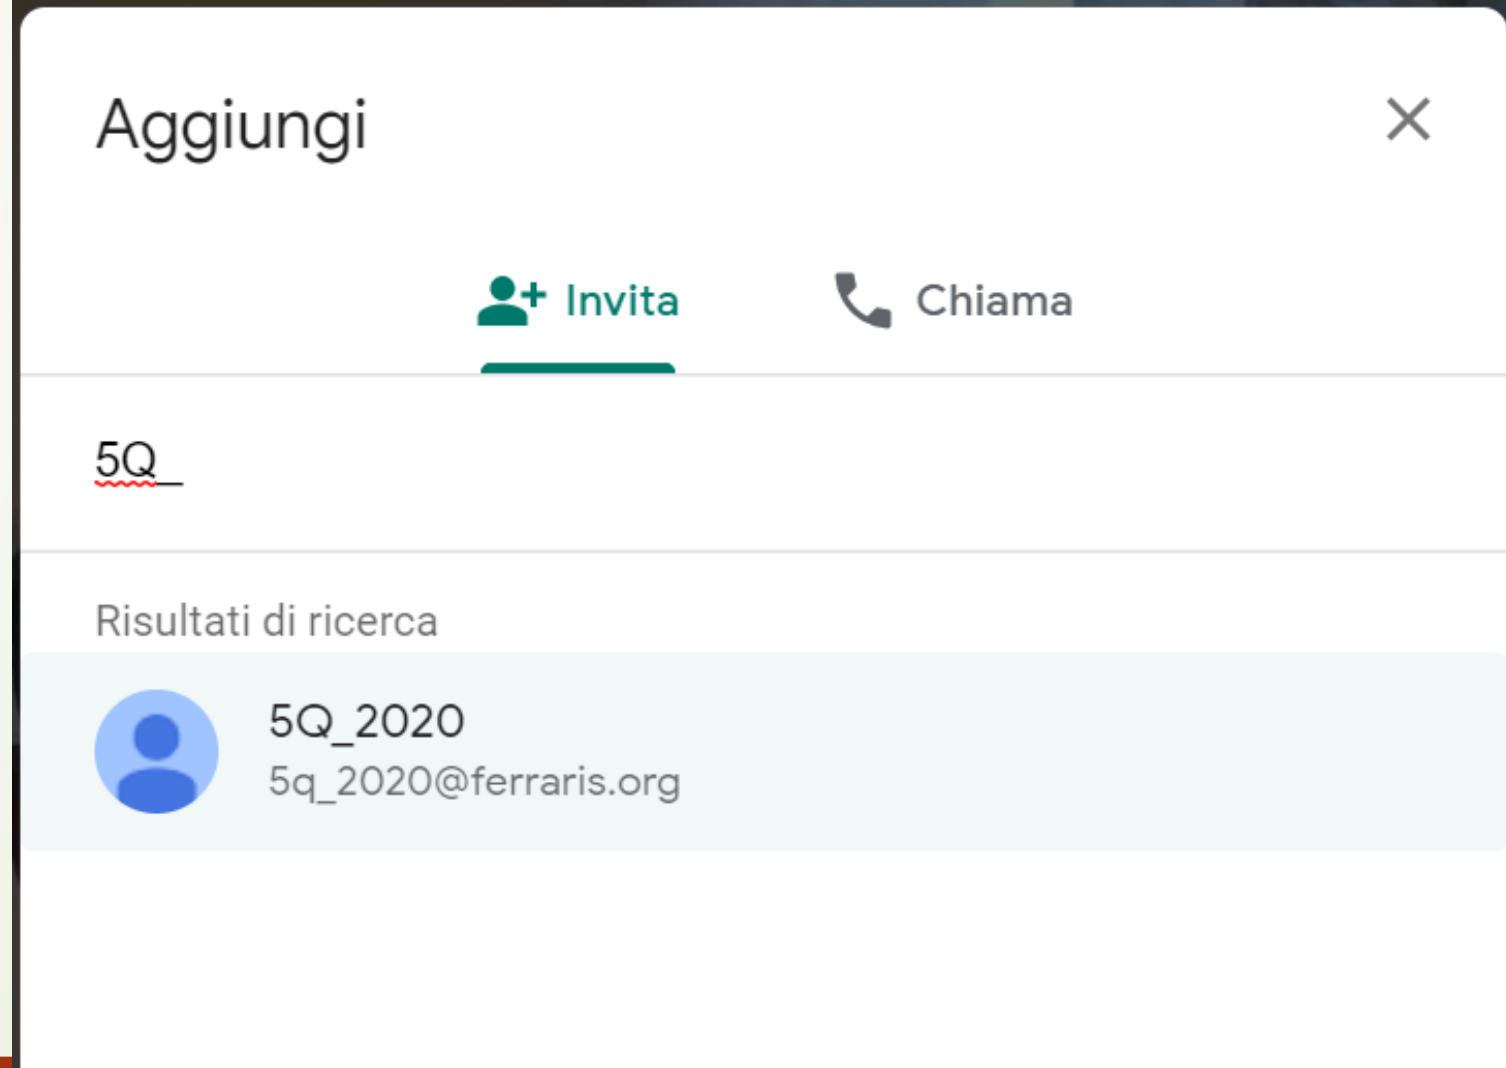 Aggiungi
Invita
Chiama
5Q_
Risultati di ricerca
5Q_2020
5q_2020@ferraris.org